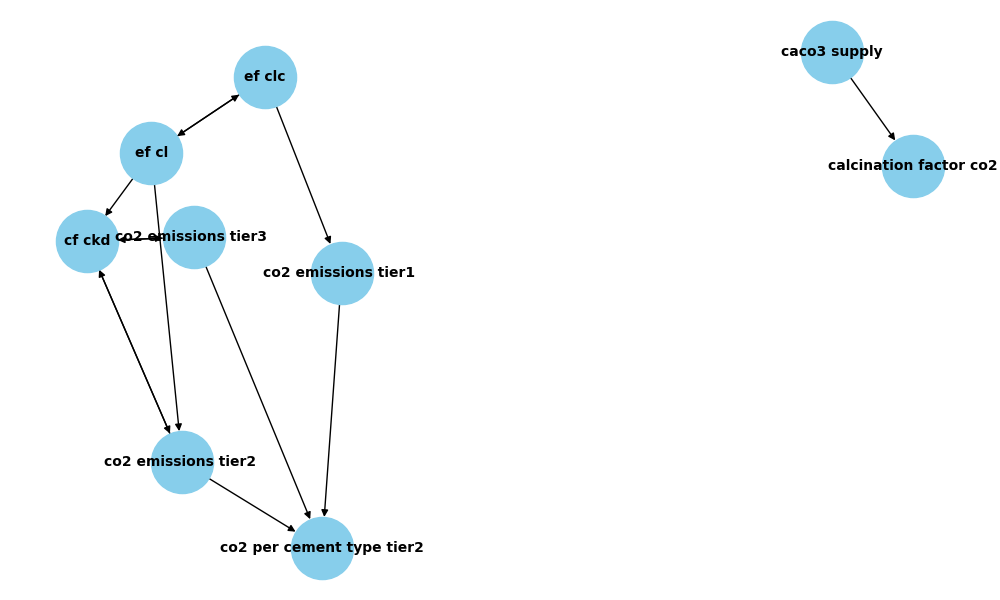 caco3 supply
ef clc
ef cl
calcination factor co2
cf ckd
co2 emissions tier3
co2 emissions tier1
co2 emissions tier2
co2 per cement type tier2